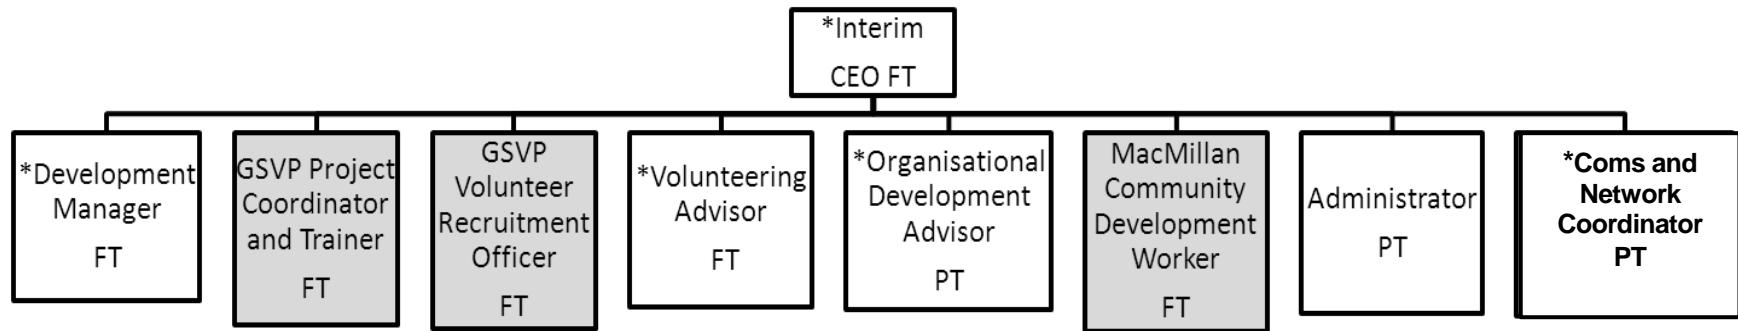 *Interim
CEO FT
*Development
Manager
FT
GSVP Project
Coordinator
and Trainer
FT
GSVP
Volunteer
Recruitment
Officer
FT
*Volunteering
Advisor
FT
*Organisational
Development
Advisor
PT
MacMillan
Community
Development
Worker
FT
Administrator
PT
*Coms and
Network
Coordinator
PT